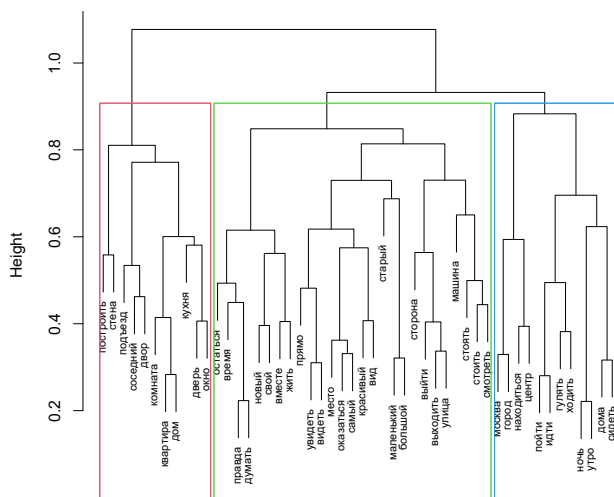 Height
1.0
0.8
0.6
0.4
0.2
построить
стена
подъезд
соседний
двор
комната
квартира
дом
кухня
дверь
окно
остаться
время
правда
думать
новый
свой
вместе
жить
прямо
увидеть
видеть
место
оказаться
самый
красивый
вид
старый
маленький
большой
сторона
выйти
выходить
улица
машина
стоять
стоить
смотреть
москва
город
находиться
центр
пойти
идти
гулять
ходить
ночь
утро
дома
сидеть